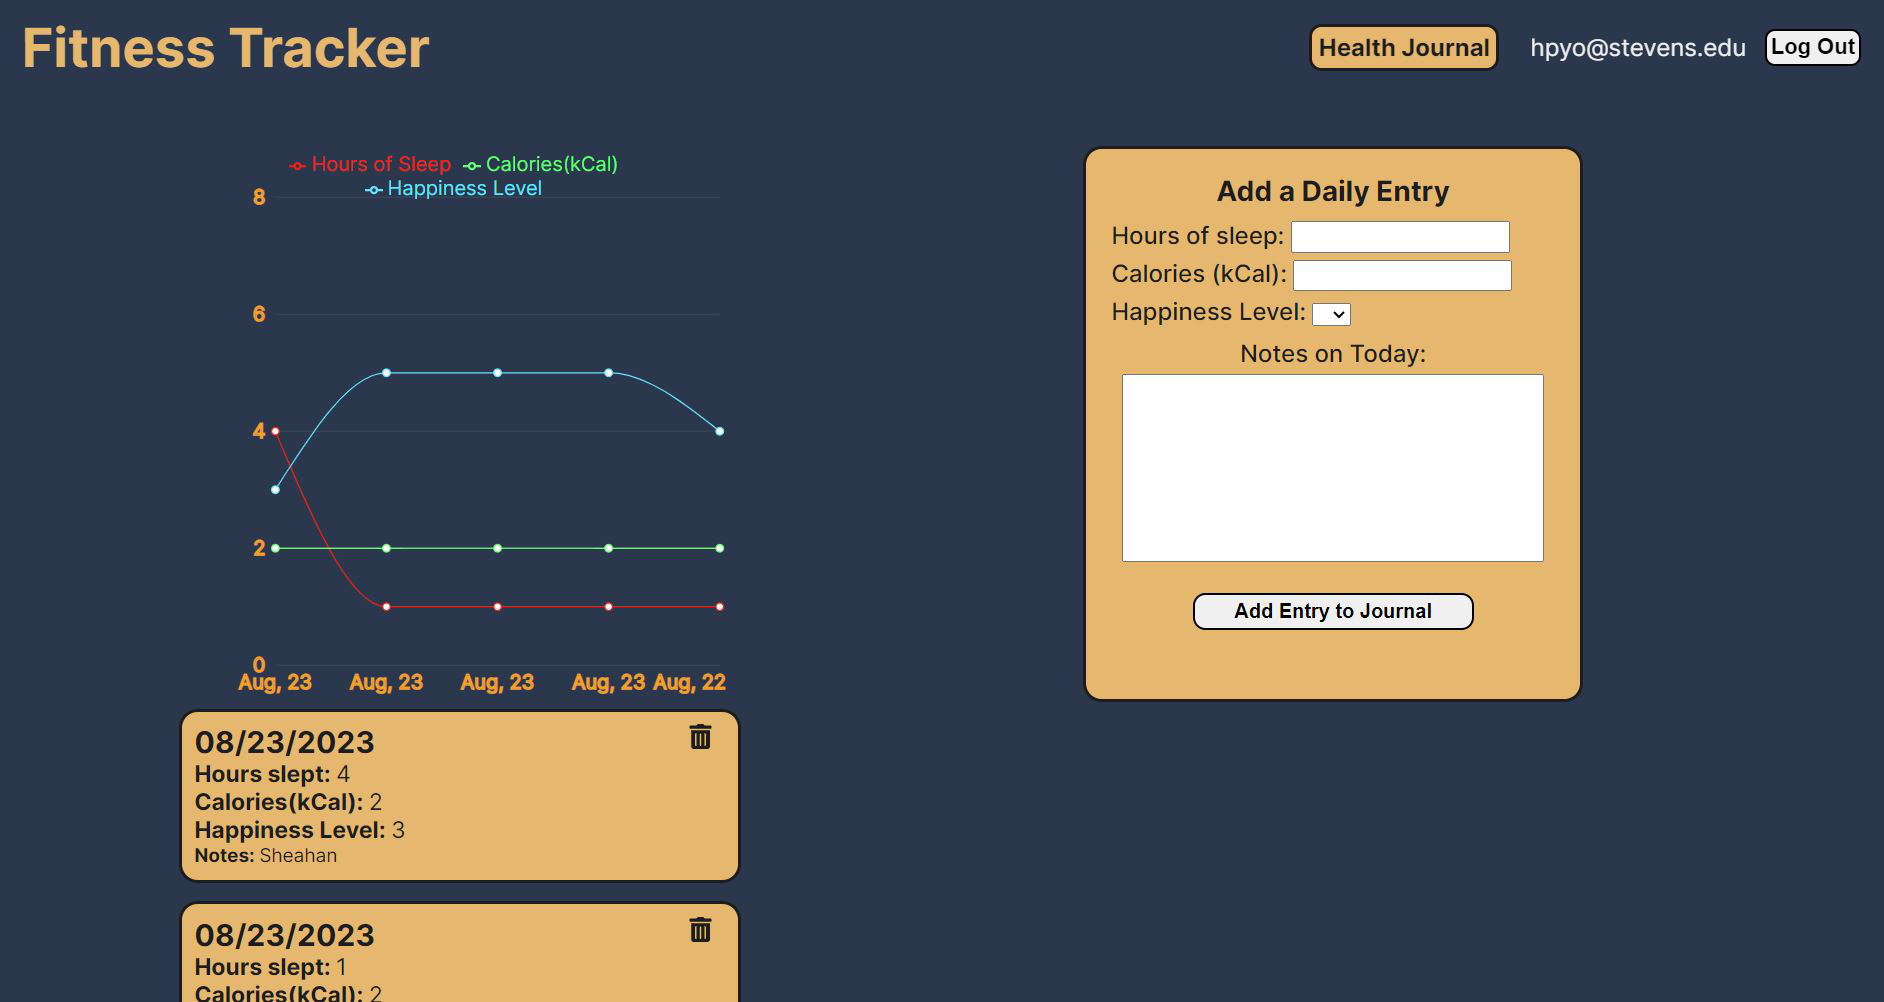 Fitness Tracker
Health Journal
hpyo@stevens.edu
Log Out
Hours of Sleep Calories(kCal)
Happiness Level
8
6
4
2
0
Aug, 23 Aug, 23 Aug, 23 Aug, 23 Aug, 22
08/23/2023
Hours slept: 4
Calories(kCal): 2
Happiness Level: 3
Notes: Sheahan
08/23/2023
Hours slept: 1
Calories(kCal): 2
Add a Daily Entry
Hours of sleep:
Calories (kCal):
Happiness Level:
Notes on Today:
Add Entry to Journal